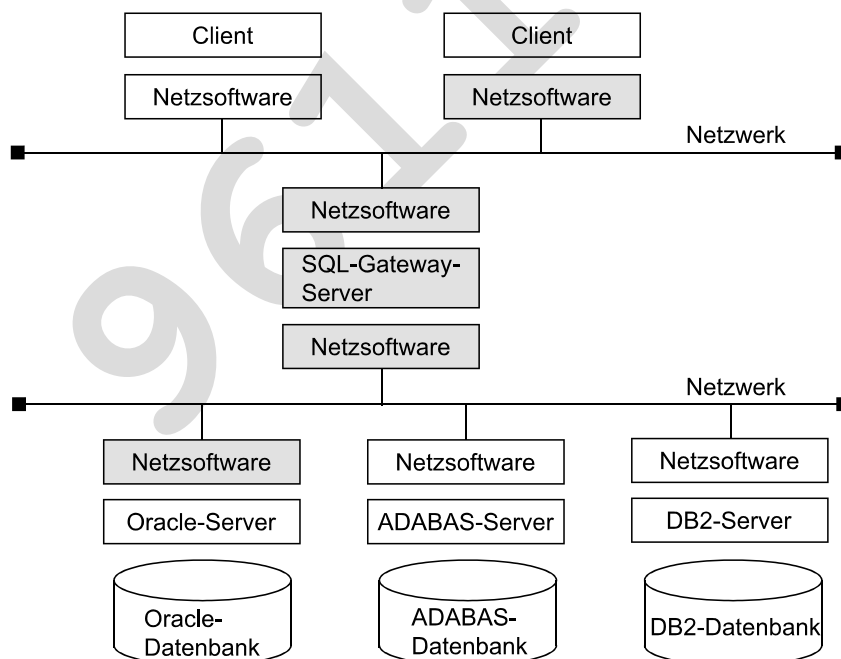 Client Client
Netzsoftware Netzsoftware
Netzwerk
Netzsoftware
SQL-Gateway-
Server
Netzsoftware
Netzwerk
Netzsoftware Netzsoftware Netzsoftware
Oracle-Server ADABAS-Server DB2-Server
Oracle-
Datenbank
ADABAS-
Datenbank
DB2-Datenbank
961